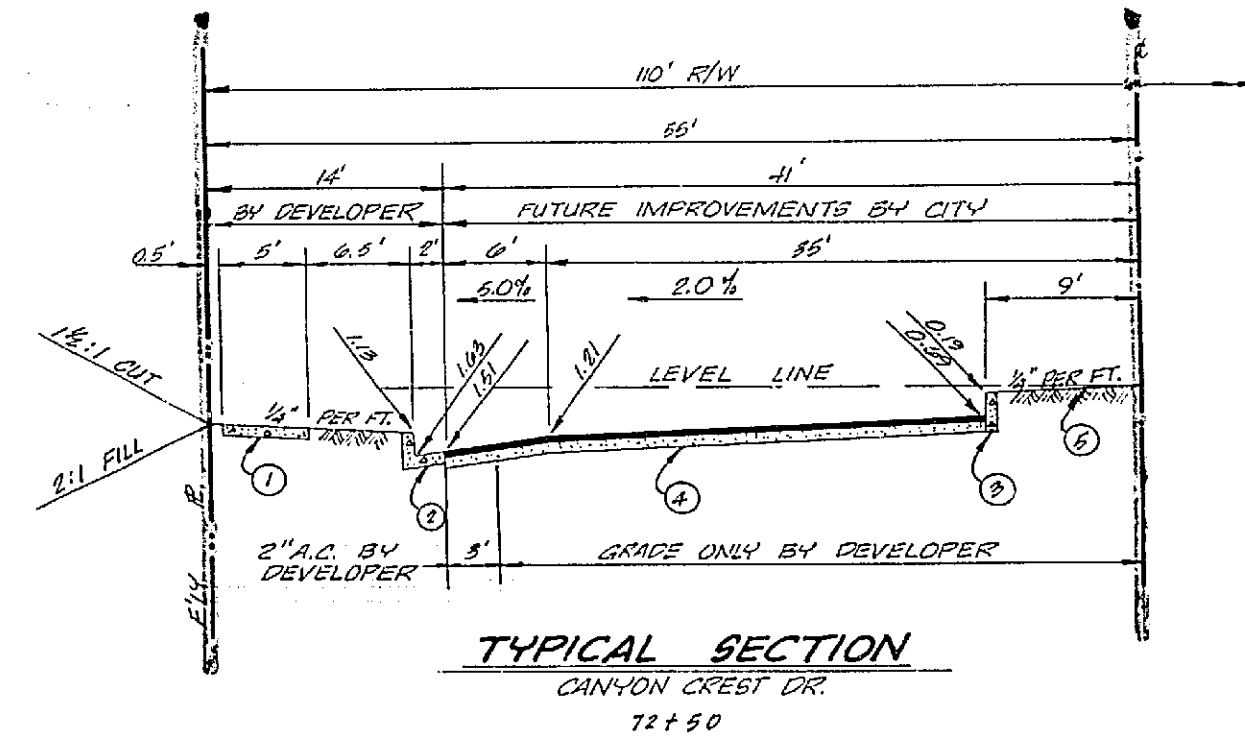 ℄
110' R/W
55'
14' 41'
BY DEVELOPER FUTURE IMPROVEMENTS BY CITY
0.5' 5' 6.5' 2' 6' 35'
5.0% 2.0% 9'
1.13 1.63 1.51 1.21 0.19 0.69
1½:1 CUT
LEVEL LINE
¼" PER FT. ¼" PER FT.
2:1 FILL
1 2 4 3 5
2" A.C. BY DEVELOPER 3' GRADE ONLY BY DEVELOPER
E'LY
TYPICAL SECTION
CANYON CREST DR.
72+50